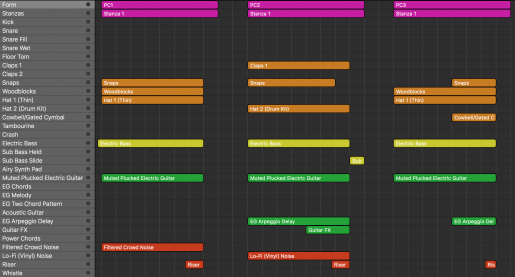 Form PC1 PC2 PC3
Stanzas Stanza 1 Stanza 1 Stanza 1
Kick
Snare
Snare Fill
Snare Wet
Floor Tom
Claps 1 Claps 1
Claps 2
Snaps Snaps Snaps Snaps
Woodblocks Woodblocks Woodblocks
Hat 1 (Thin) Hat 1 (Thin) Hat 1 (Thin)
Hat 2 (Drum Kit) Hat 2 (Drum Kit)
Cowbell/Gated Cymbal Cowbell/Gated C
Tambourine
Crash
Electric Bass Electric Bass Electric Bass Electric Bass
Sub Bass Held
Sub Bass Slide Sub
Airy Synth Pad
Muted Plucked Electric Guitar Muted Plucked Electric Guitar Muted Plucked Electric Guitar Muted Plucked Electric Guitar
EG Chords
EG Melody
EG Two Chord Pattern
Acoustic Guitar
EG Arpeggio Delay EG Arpeggio Delay EG Arpeggio Del
Guitar FX Guitar FX
Power Chords
Filtered Crowd Noise Filtered Crowd Noise
Lo-Fi (Vinyl) Noise Lo-Fi (Vinyl) Noise
Riser Riser Riser Ris
Whistle